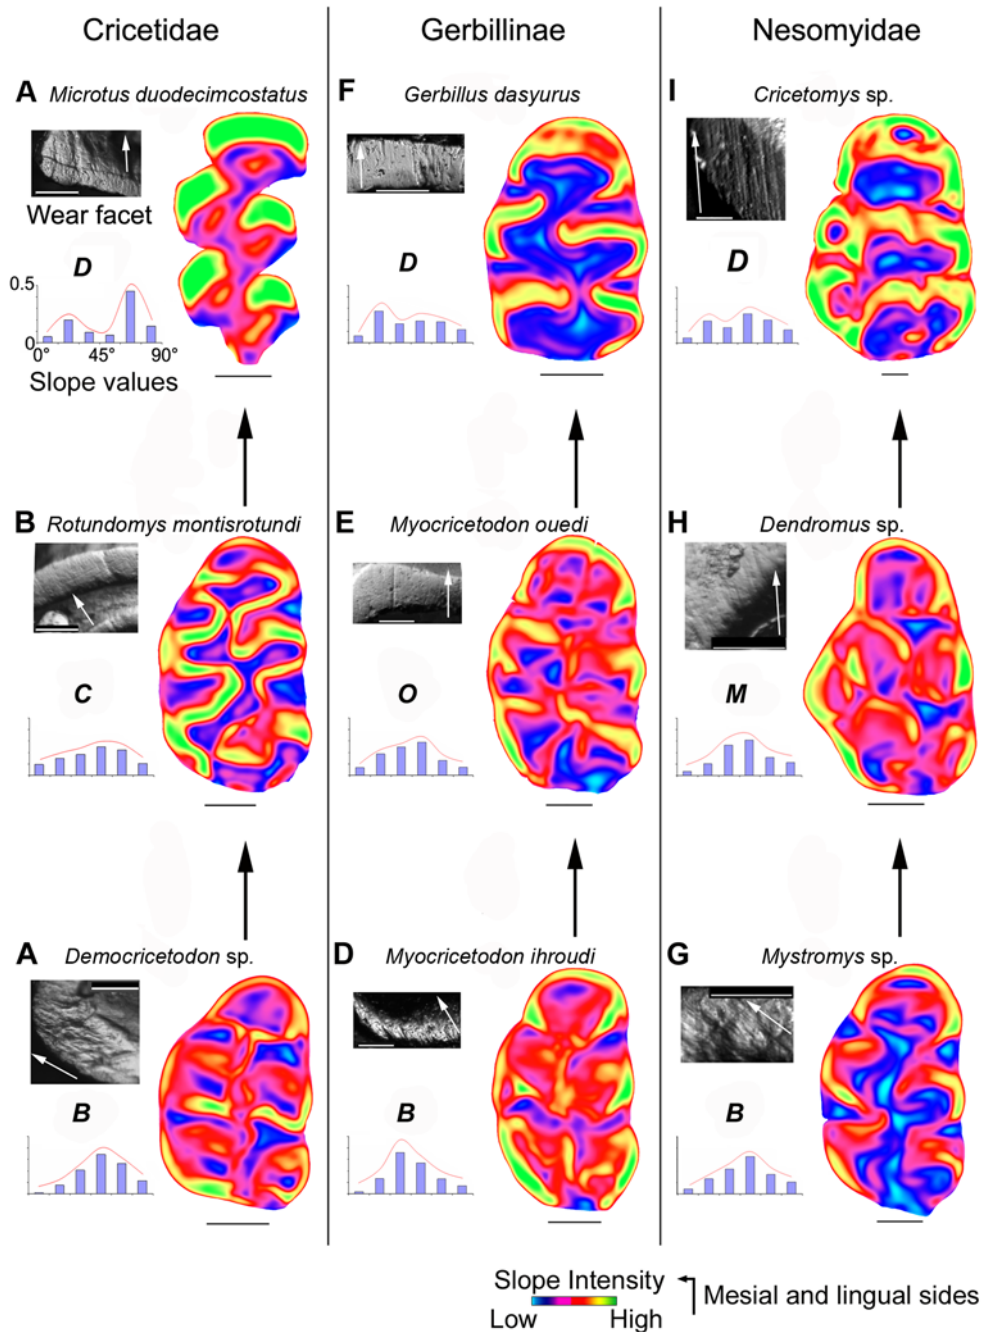 Cricetidae
Gerbillinae
Nesomyidae
A
Microtus duodecimcostatus
F
Gerbillus dasyurus
I
Cricetomys sp.
Wear facet
D
0.5
0
0° 45° 90°
Slope values
D
D
B
Rotundomys montisrotundi
E
Myocricetodon ouedi
H
Dendromus sp.
C
O
M
A
Democricetodon sp.
D
Myocricetodon ihroudi
G
Mystromys sp.
B
B
B
Slope Intensity
Low High
Mesial and lingual sides